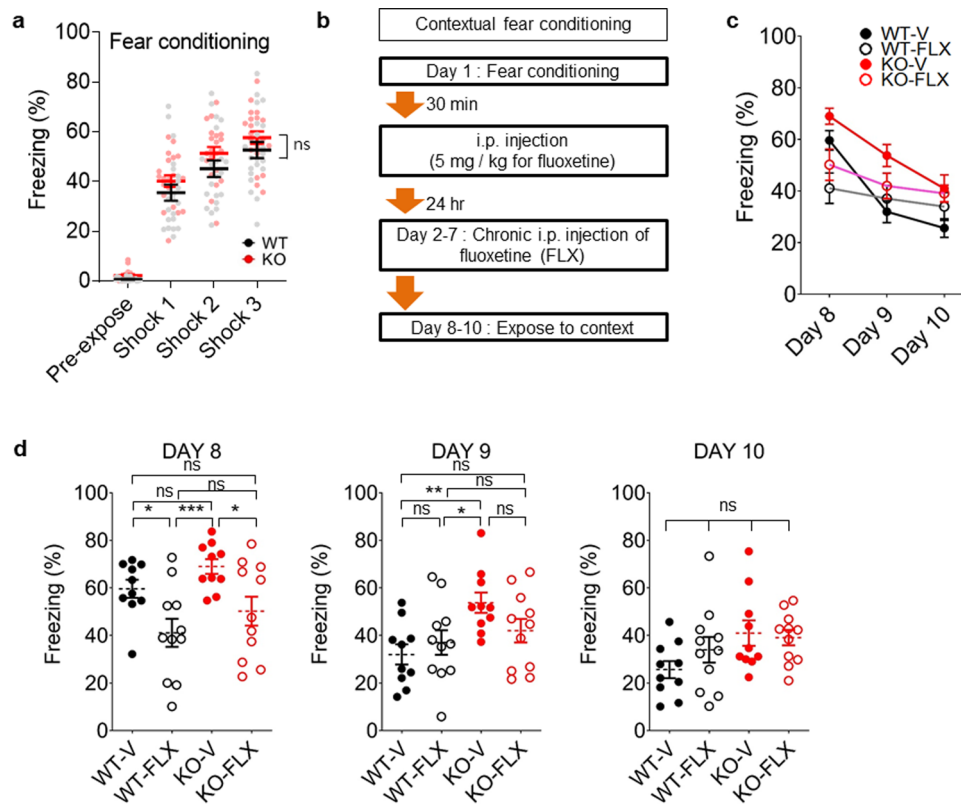 a
Fear conditioning
Freezing (%)
100
80
60
40
20
0
ns
WT
KO
Pre-expose
Shock 1
Shock 2
Shock 3
b
Contextual fear conditioning
Day 1 : Fear conditioning
30 min
i.p. injection
(5 mg / kg for fluoxetine)
24 hr
Day 2-7 : Chronic i.p. injection of
fluoxetine (FLX)
Day 8-10 : Expose to context
c
WT-V
WT-FLX
KO-V
KO-FLX
Freezing (%)
100
80
60
40
20
0
Day 8
Day 9
Day 10
d
DAY 8
ns
ns ns
* *** *
Freezing (%)
100
80
60
40
20
0
WT-V
WT-FLX
KO-V
KO-FLX
DAY 9
ns
** ns
ns * ns
Freezing (%)
100
80
60
40
20
0
WT-V
WT-FLX
KO-V
KO-FLX
DAY 10
ns
Freezing (%)
100
80
60
40
20
0
WT-V
WT-FLX
KO-V
KO-FLX